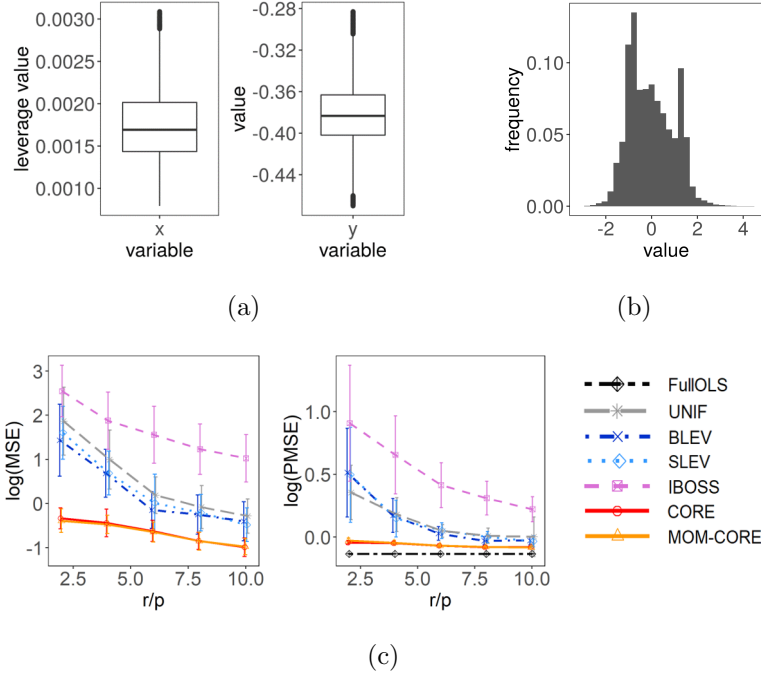 0.0030
0.0025
0.0020
0.0015
0.0010
leverage value
x
variable
-0.28
-0.32
-0.36
-0.40
-0.44
value
y
variable
0.10
0.05
0.00
frequency
-2 0 2 4
value
(a)
(b)
3
2
1
0
-1
log(MSE)
2.5 5.0 7.5 10.0
r/p
1.0
0.5
0.0
log(PMSE)
2.5 5.0 7.5 10.0
r/p
FullOLS
UNIF
BLEV
SLEV
IBOSS
CORE
MOM-CORE
(c)